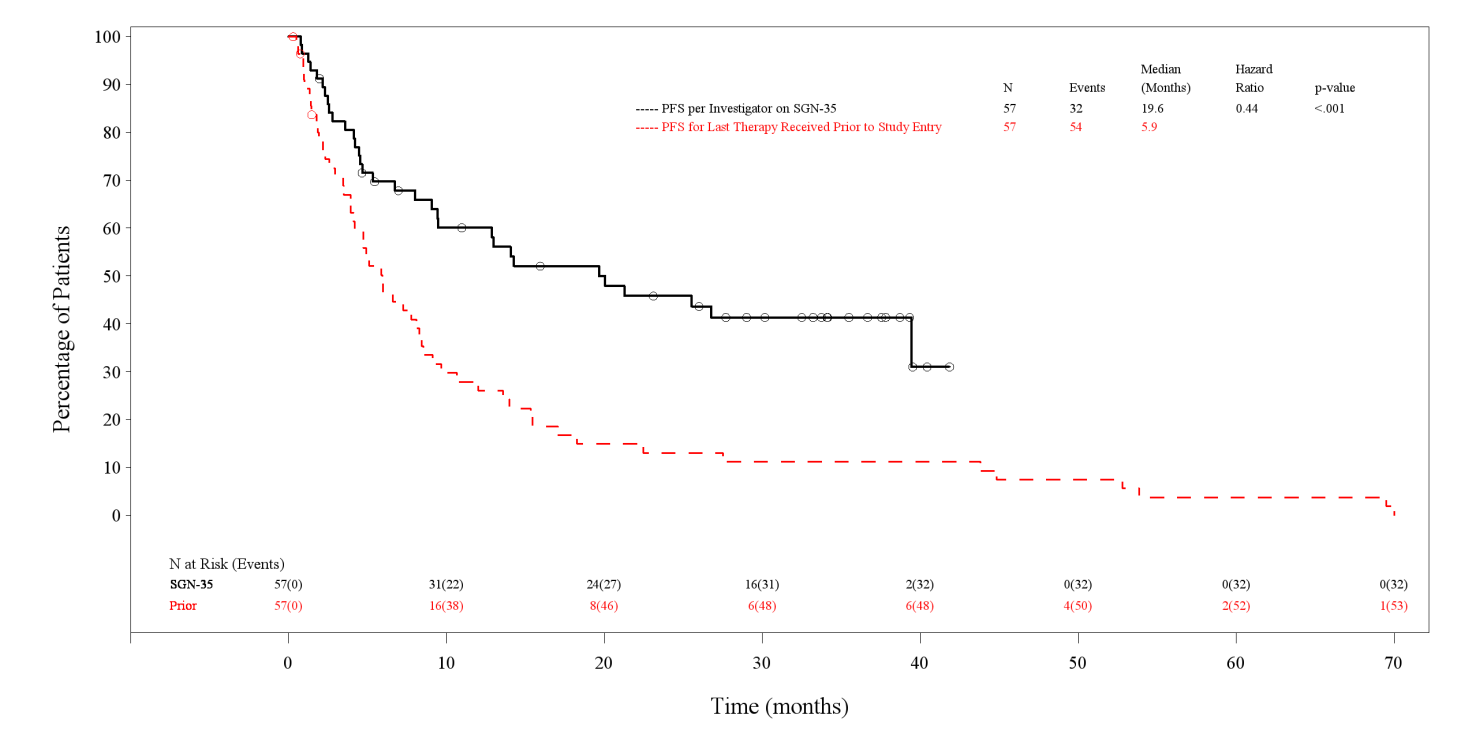 Median Hazard
N Events (Months) Ratio p-value
----- PFS per Investigator on SGN-35 57 32 19.6 0.44 <.001
----- PFS for Last Therapy Received Prior to Study Entry 57 54 5.9
100
90
80
70
60
50
40
30
20
10
0
Percentage of Patients
N at Risk (Events)
SGN-35 57(0) 31(22) 24(27) 16(31) 2(32) 0(32) 0(32) 0(32)
Prior 57(0) 16(38) 8(46) 6(48) 6(48) 4(50) 2(52) 1(53)
0 10 20 30 40 50 60 70
Time (months)